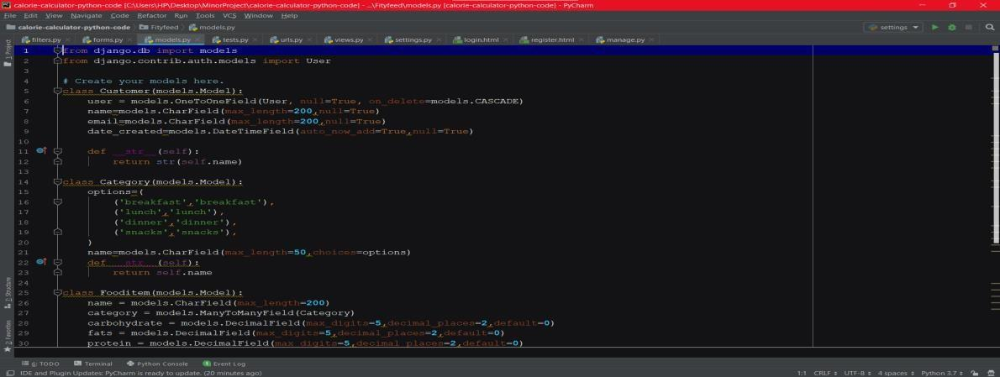 calorie-calculator-python-code [C:\Users\HP\Desktop\MinorProject\calorie-calculator-python-code] - ...\Fityfeed\models.py [calorie-calculator-python-code] - PyCharm
File Edit View Navigate Code Refactor Run Tools VCS Window Help
calorie-calculator-python-code Fityfeed models.py settings
filters.py forms.py models.py tests.py urls.py views.py settings.py login.html register.html manage.py
1: Project
1 from django.db import models
2 from django.contrib.auth.models import User
3
4 # Create your models here.
5 class Customer(models.Model):
6 user = models.OneToOneField(User, null=True, on_delete=models.CASCADE)
7 name=models.CharField(max_length=200,null=True)
8 email=models.CharField(max_length=200,null=True)
9 date_created=models.DateTimeField(auto_now_add=True,null=True)
10
11 def __str__(self):
12 return str(self.name)
13
14 class Category(models.Model):
15 options=(
16 ('breakfast','breakfast'),
17 ('lunch','lunch'),
18 ('dinner','dinner'),
19 ('snacks','snacks'),
20 )
21 name=models.CharField(max_length=50,choices=options)
22 def __str__(self):
23 return self.name
24
25 class Fooditem(models.Model):
26 name = models.CharField(max_length=200)
27 category = models.ManyToManyField(Category)
28 carbohydrate = models.DecimalField(max_digits=5,decimal_places=2,default=0)
29 fats = models.DecimalField(max_digits=5,decimal_places=2,default=0)
30 protein = models.DecimalField(max_digits=5,decimal_places=2,default=0)
Z: Structure
2: Favorites
6: TODO Terminal Python Console 1 Event Log
IDE and Plugin Updates: PyCharm is ready to update. (20 minutes ago) 1:1 CRLF UTF-8 4 spaces Python 3.7